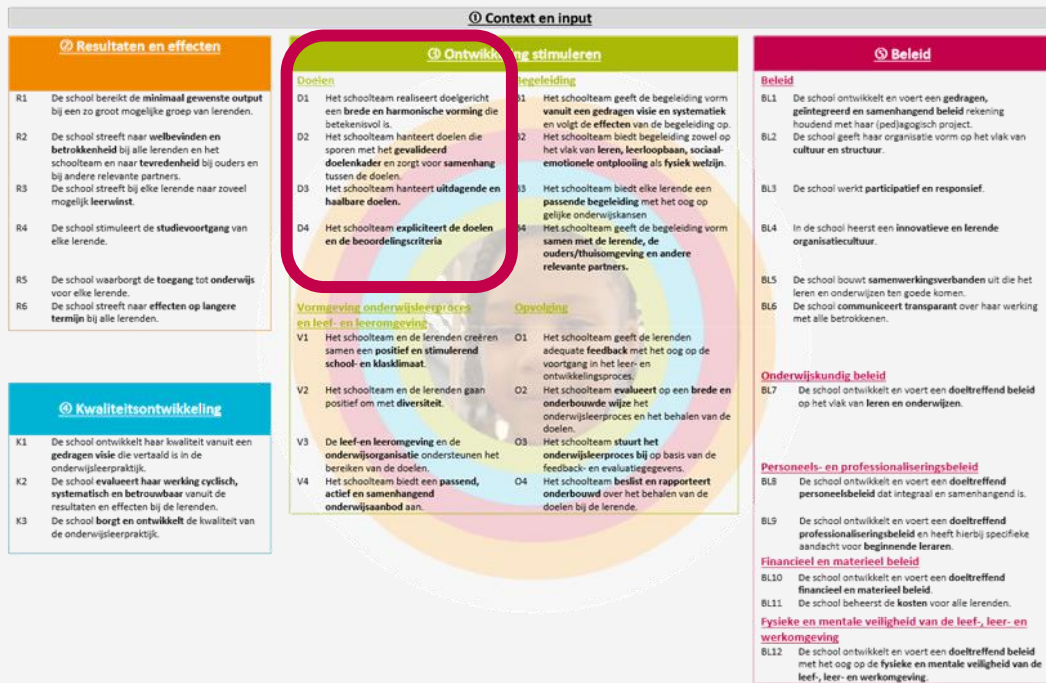 ① Context en input
② Resultaten en effecten
R1 De school bereikt de minimaal gewenste output
bij een zo groot mogelijke groep van lerenden.
R2 De school streeft naar welbevinden en
betrokkenheid bij alle lerenden en het
schoolteam en naar tevredenheid bij ouders en
bij andere relevante partners.
R3 De school streeft bij elke lerende naar zoveel
mogelijk leerwinst.
R4 De school stimuleert de studievoortgang van
elke lerende.
R5 De school waarborgt de toegang tot onderwijs
voor elke lerende.
R6 De school streeft naar effecten op langere
termijn bij alle lerenden.
④ Kwaliteitsontwikkeling
K1 De school ontwikkelt haar kwaliteit vanuit een
gedragen visie die vertaald is in de
onderwijsleerpraktijk.
K2 De school evalueert haar werking cyclisch,
systematisch en betrouwbaar vanuit de
resultaten en effecten bij de lerenden.
K3 De school borgt en ontwikkelt de kwaliteit van
de onderwijsleerpraktijk.
③ Ontwikkeling stimuleren
Doelen
D1 Het schoolteam realiseert doelgericht
een brede en harmonische vorming die
betekenisvol is.
D2 Het schoolteam hanteert doelen die
sporen met het gevalideerd
doelenkader en zorgt voor samenhang
tussen de doelen.
D3 Het schoolteam hanteert uitdagende en
haalbare doelen.
D4 Het schoolteam expliciteert de doelen
en de beoordelingscriteria
Begeleiding
B1 Het schoolteam geeft de begeleiding vorm
vanuit een gedragen visie en systematiek
en volgt de effecten van de begeleiding op.
B2 Het schoolteam biedt begeleiding zowel op
het vlak van leren, leerloopbaan, sociaal-
emotionele ontplooiing als fysiek welzijn.
B3 Het schoolteam biedt elke lerende een
passende begeleiding met het oog op
gelijke onderwijskansen
B4 Het schoolteam geeft de begeleiding vorm
samen met de lerende, de
ouders/thuisomgeving en andere
relevante partners.
Vormgeving onderwijsleerproces
en leef- en leeromgeving
V1 Het schoolteam en de lerenden creëren
samen een positief en stimulerend
school- en klasklimaat.
V2 Het schoolteam en de lerenden gaan
positief om met diversiteit.
V3 De leef-en leeromgeving en de
onderwijsorganisatie ondersteunen het
bereiken van de doelen.
V4 Het schoolteam biedt een passend,
actief en samenhangend
onderwijsaanbod aan.
Opvolging
O1 Het schoolteam geeft de lerenden
adequate feedback met het oog op de
voortgang in het leer- en
ontwikkelingsproces.
O2 Het schoolteam evalueert op een brede en
onderbouwde wijze het
onderwijsleerproces en het behalen van de
doelen.
O3 Het schoolteam stuurt het
onderwijsleerproces bij op basis van de
feedback- en evaluatiegegevens.
O4 Het schoolteam beslist en rapporteert
onderbouwd over het behalen van de
doelen bij de lerende.
⑤ Beleid
Beleid
BL1 De school ontwikkelt en voert een gedragen,
geïntegreerd en samenhangend beleid rekening
houdend met haar (ped)agogisch project.
BL2 De school geeft haar organisatie vorm op het vlak van
cultuur en structuur.
BL3 De school werkt participatief en responsief.
BL4 In de school heerst een innovatieve en lerende
organisatiecultuur.
BL5 De school bouwt samenwerkingsverbanden uit die het
leren en onderwijzen ten goede komen.
BL6 De school communiceert transparant over haar werking
met alle betrokkenen.
Onderwijskundig beleid
BL7 De school ontwikkelt en voert een doeltreffend beleid
op het vlak van leren en onderwijzen.
Personeels- en professionaliseringsbeleid
BL8 De school ontwikkelt en voert een doeltreffend
personeelsbeleid dat integraal en samenhangend is.
BL9 De school ontwikkelt en voert een doeltreffend
professionaliseringsbeleid en heeft hierbij specifieke
aandacht voor beginnende leraren.
Financieel en materieel beleid
BL10 De school ontwikkelt en voert een doeltreffend
financieel en materieel beleid.
BL11 De school beheerst de kosten voor alle lerenden.
Fysieke en mentale veiligheid van de leef-, leer- en
werkomgeving
BL12 De school ontwikkelt en voert een doeltreffend beleid
met het oog op de fysieke en mentale veiligheid van de
leef-, leer- en werkomgeving.